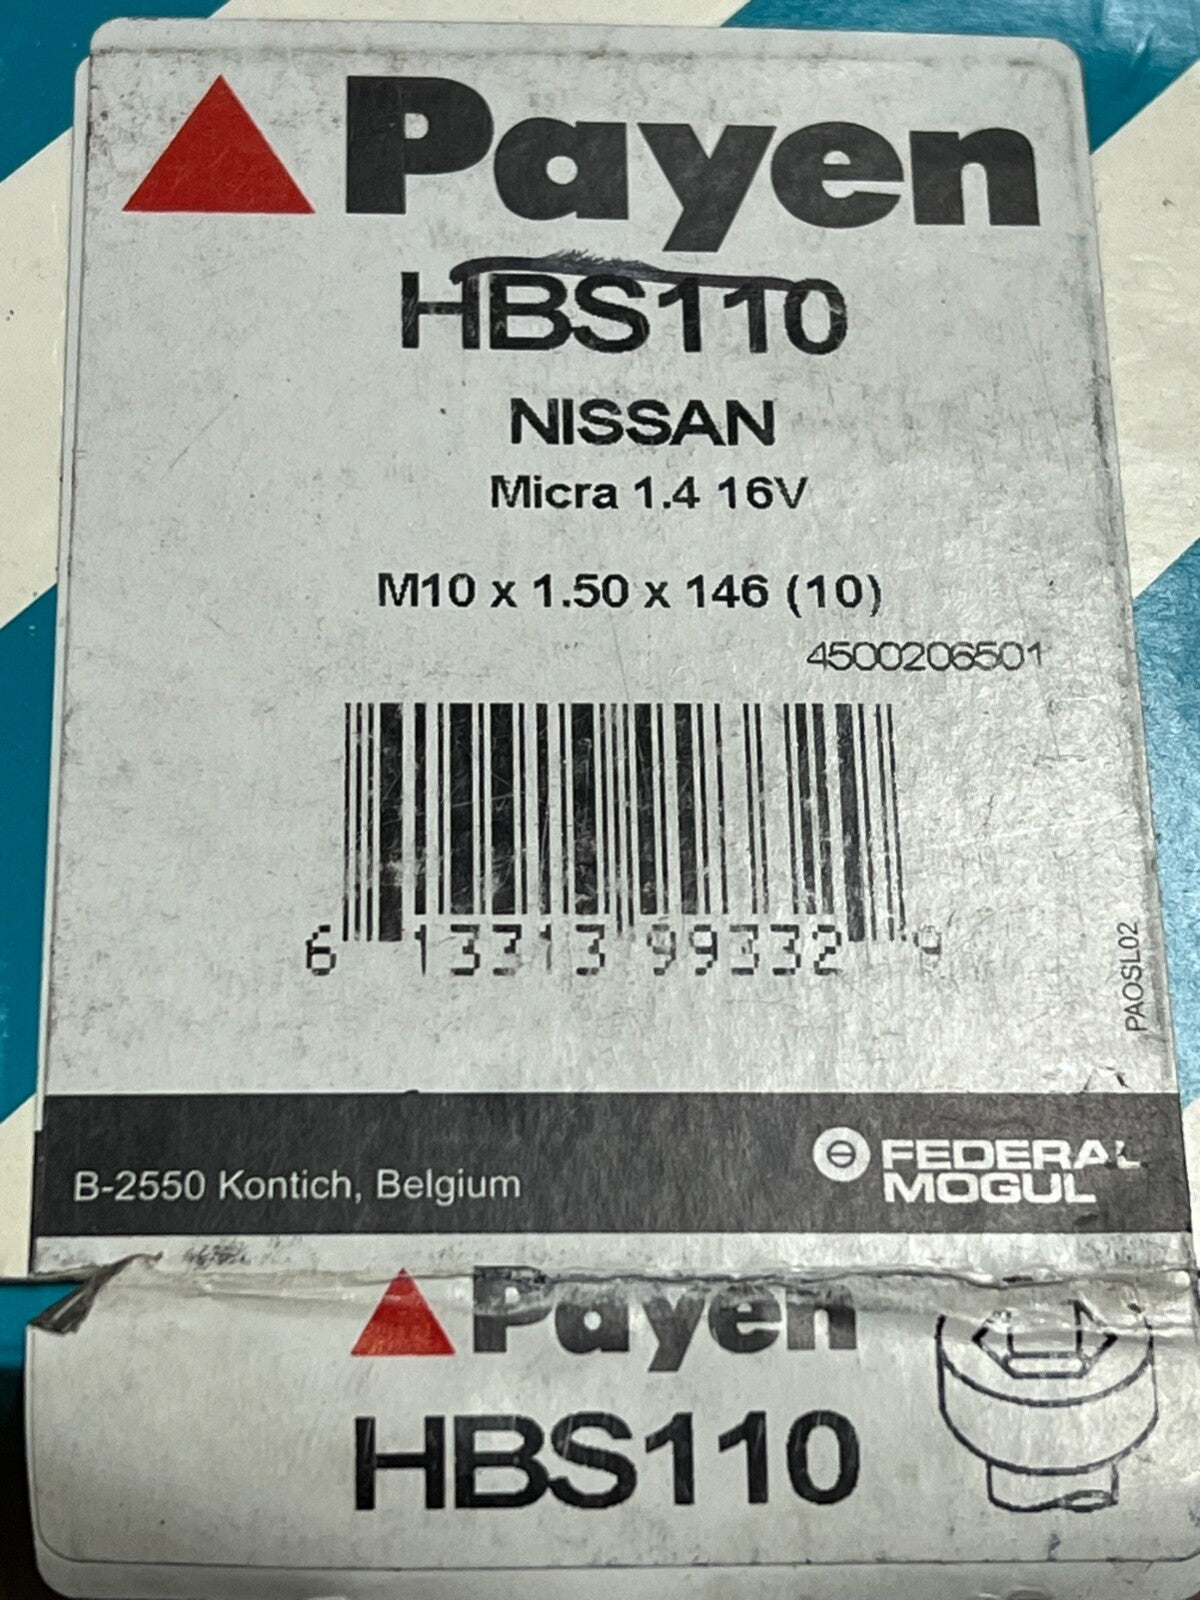 Payen
HBS110
NISSAN
Micra 1.4 16V
M10 x 1.50 x 146 (10)
4500206501
6 13313 99332 9
PAOSL02
B-2550 Kontich, Belgium
FEDERAL
MOGUL
Payen
HBS110